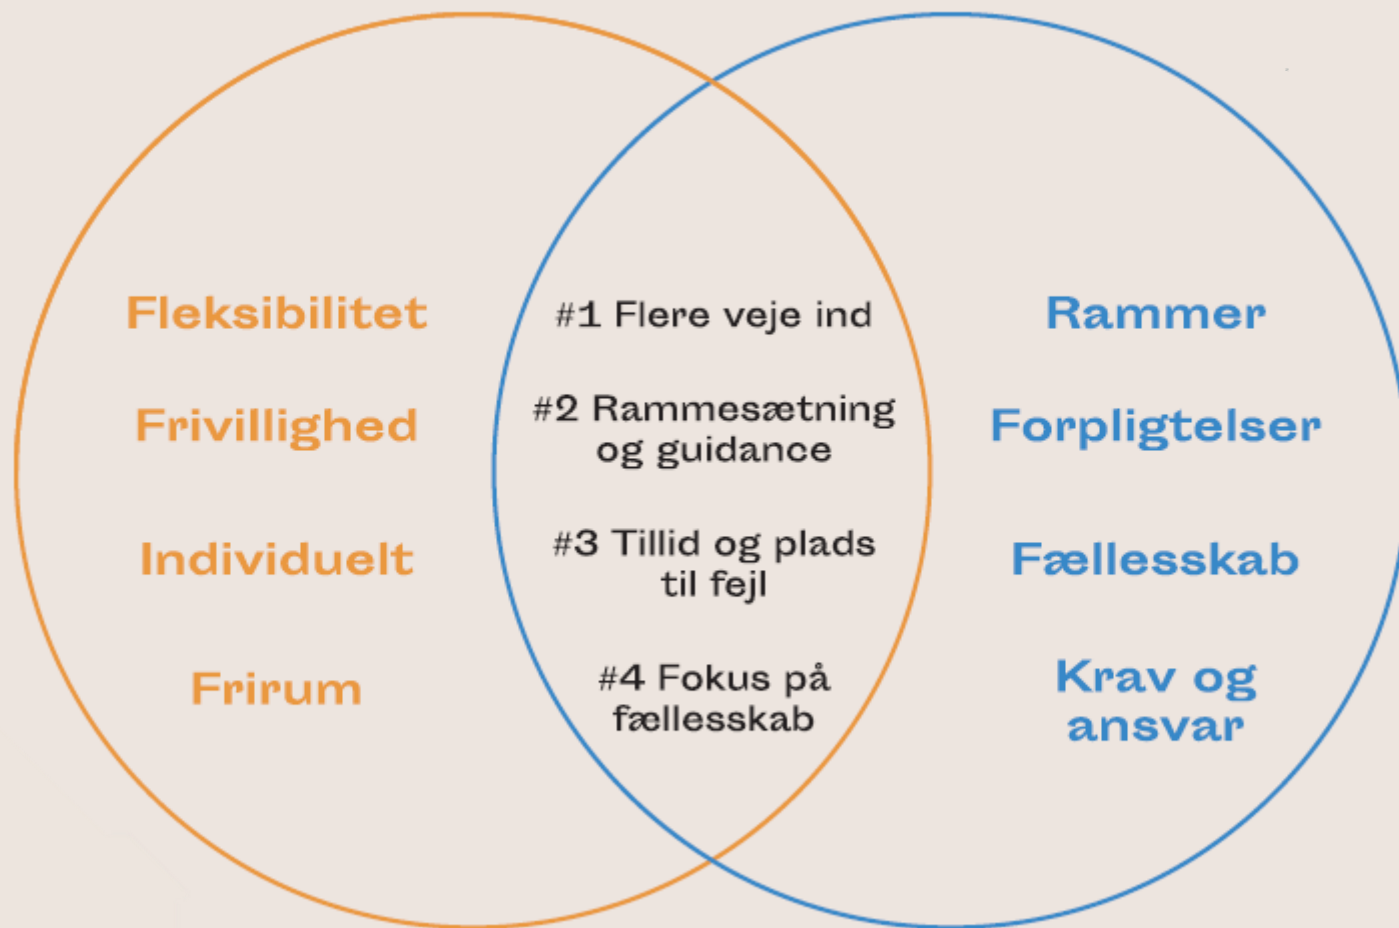 Fleksibilitet
Frivillighed
Individuelt
Frirum
#1 Flere veje ind
#2 Rammesætning
og guidance
#3 Tillid og plads
til fejl
#4 Fokus på
fællesskab
Rammer
Forpligtelser
Fællesskab
Krav og
ansvar